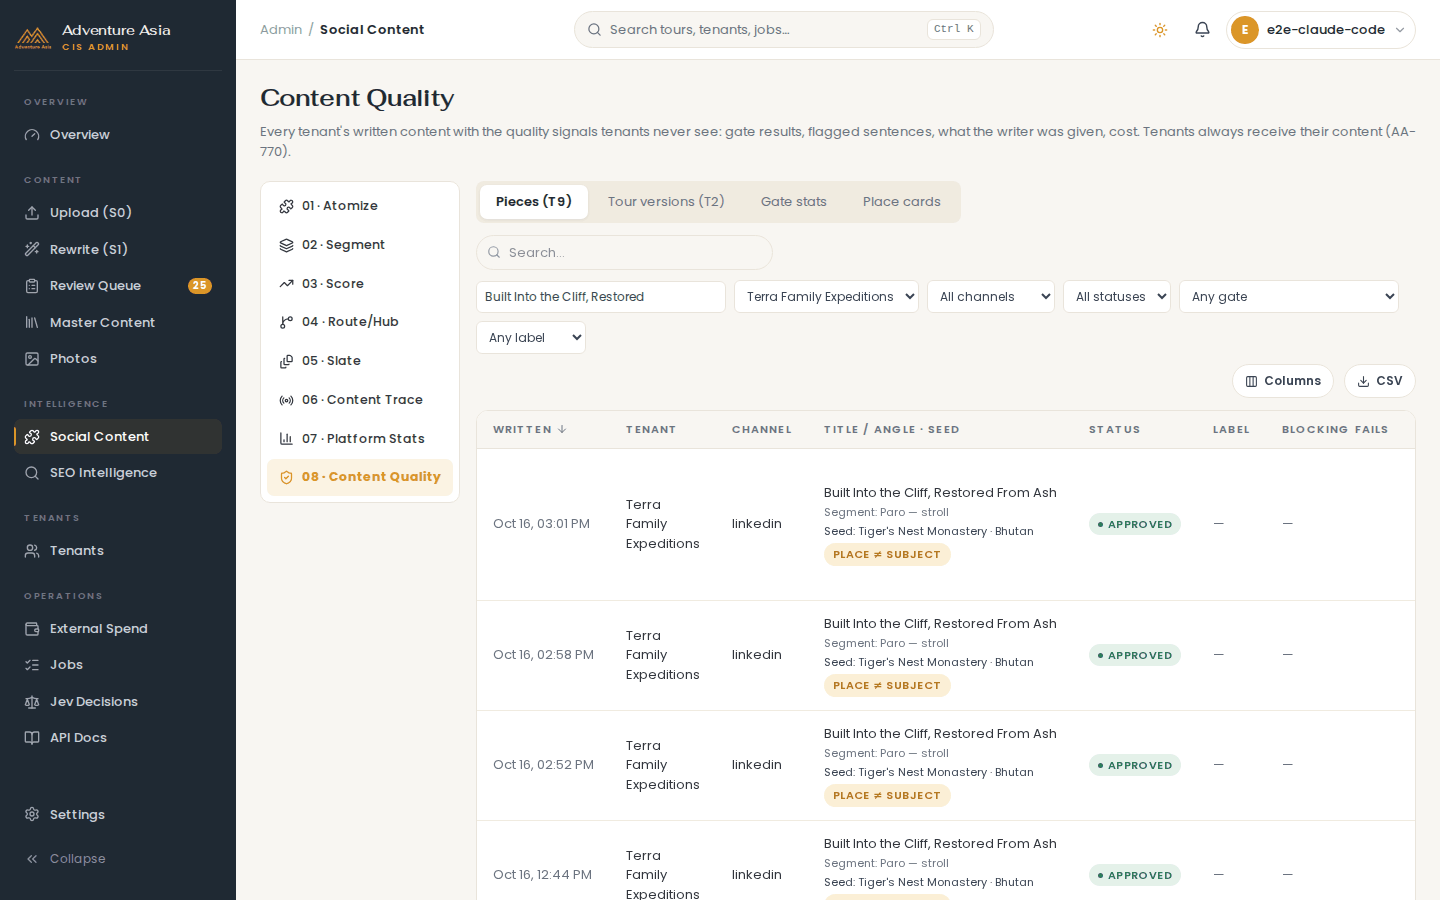 Adventure Asia
Adventure Asia
CIS ADMIN
OVERVIEW
Overview
CONTENT
Upload (S0)
Rewrite (S1)
Review Queue 25
Master Content
Photos
INTELLIGENCE
Social Content
SEO Intelligence
TENANTS
Tenants
OPERATIONS
External Spend
Jobs
Jev Decisions
API Docs
Settings
Collapse
Admin / Social Content
Search tours, tenants, jobs...
Ctrl K
E
e2e-claude-code
Content Quality
Every tenant's written content with the quality signals tenants never see: gate results, flagged sentences, what the writer was given, cost. Tenants always receive their content (AA-
770).
01 · Atomize
02 · Segment
03 · Score
04 · Route/Hub
05 · Slate
06 · Content Trace
07 · Platform Stats
08 · Content Quality
Pieces (T9) Tour versions (T2) Gate stats Place cards
Search...
Built Into the Cliff, Restored Terra Family Expeditions All channels All statuses Any gate
Any label
Columns CSV
WRITTEN ↓ TENANT CHANNEL TITLE / ANGLE · SEED STATUS LABEL BLOCKING FAILS
Oct 16, 03:01 PM
Terra
Family
Expeditions
linkedin
Built Into the Cliff, Restored From Ash
Segment: Paro — stroll
Seed: Tiger's Nest Monastery · Bhutan
PLACE ≠ SUBJECT
APPROVED
—
—
Oct 16, 02:58 PM
Terra
Family
Expeditions
linkedin
Built Into the Cliff, Restored From Ash
Segment: Paro — stroll
Seed: Tiger's Nest Monastery · Bhutan
PLACE ≠ SUBJECT
APPROVED
—
—
Oct 16, 02:52 PM
Terra
Family
Expeditions
linkedin
Built Into the Cliff, Restored From Ash
Segment: Paro — stroll
Seed: Tiger's Nest Monastery · Bhutan
PLACE ≠ SUBJECT
APPROVED
—
—
Oct 16, 12:44 PM
Terra
Family
Expeditions
linkedin
Built Into the Cliff, Restored From Ash
Segment: Paro — stroll
Seed: Tiger's Nest Monastery · Bhutan
APPROVED
—
—